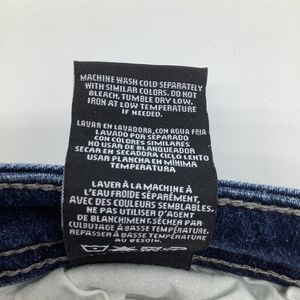 MACHINE WASH COLD SEPARATELY
WITH SIMILAR COLORS. DO NOT
BLEACH. TUMBLE DRY LOW.
IRON AT LOW TEMPERATURE
IF NEEDED.
LAVAR EN LAVADORA, CON AGUA FRIA
LAVADO POR SEPARADO
CON COLORES SIMILARES
NO USAR DE BLANQUEADOR
SECAR EN SECADORA CICLO LENTO
USAR PLANCHA EN MÍNIMA
TEMPERATURA
LAVER À LA MACHINE À
L'EAU FROIDE SÉPARÉMENT,
AVEC DES COULEURS SEMBLABLES.
NE PAS UTILISER D'AGENT
DE BLANCHIMENT. SÉCHER PAR
CULBUTAGE À BASSE TEMPÉRATURE.
REPASSER À BASSE TEMPÉRATURE
AU BESOIN.